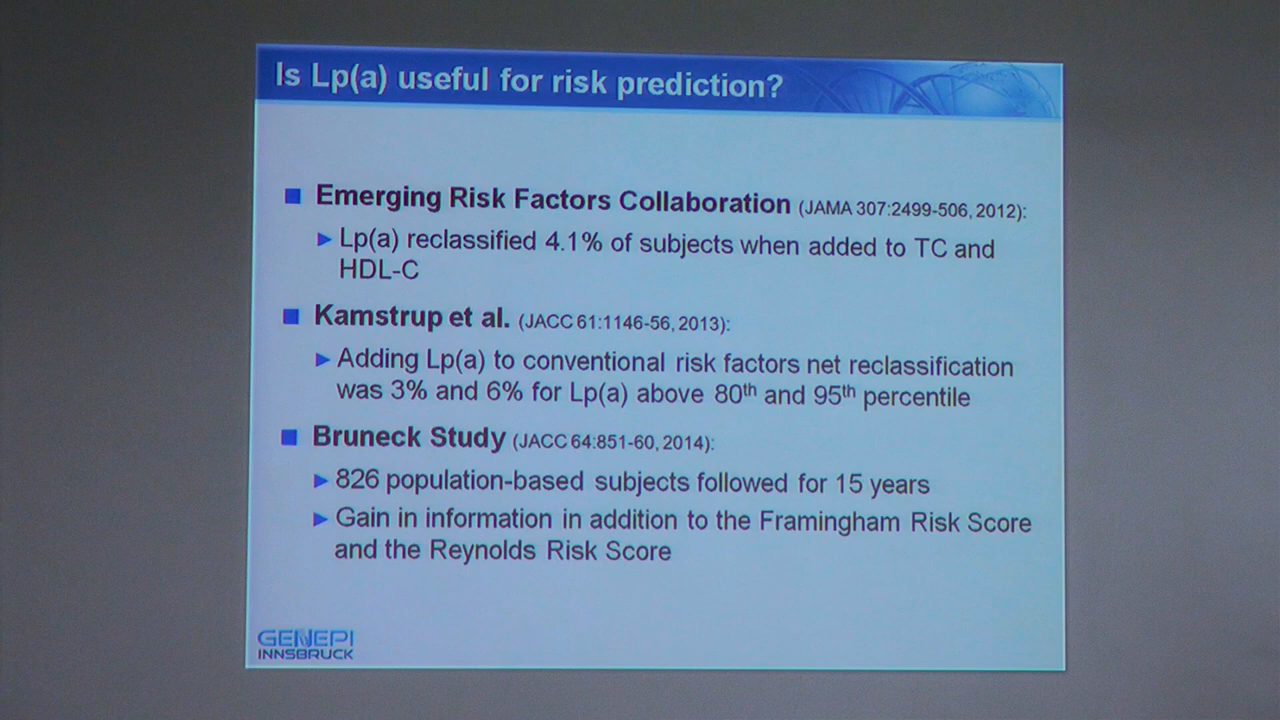 Is Lp(a) useful for risk prediction?
■ Emerging Risk Factors Collaboration (JAMA 307:2499-506, 2012):
► Lp(a) reclassified 4.1% of subjects when added to TC and
HDL-C
■ Kamstrup et al. (JACC 61:1146-56, 2013):
► Adding Lp(a) to conventional risk factors net reclassification
was 3% and 6% for Lp(a) above 80th and 95th percentile
■ Bruneck Study (JACC 64:851-60, 2014):
► 826 population-based subjects followed for 15 years
► Gain in information in addition to the Framingham Risk Score
and the Reynolds Risk Score
GENEPI
INNSBRUCK